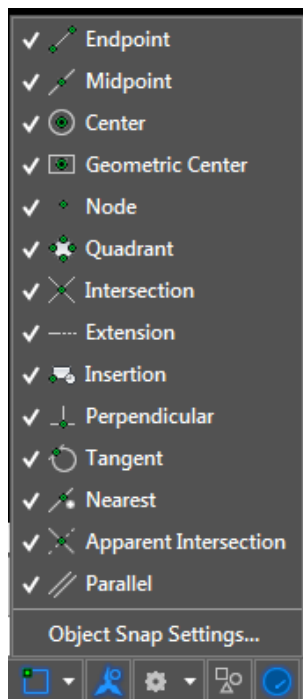 Endpoint
Midpoint
Center
Geometric Center
Node
Quadrant
Intersection
Extension
Insertion
Perpendicular
Tangent
Nearest
Apparent Intersection
Parallel
Object Snap Settings...